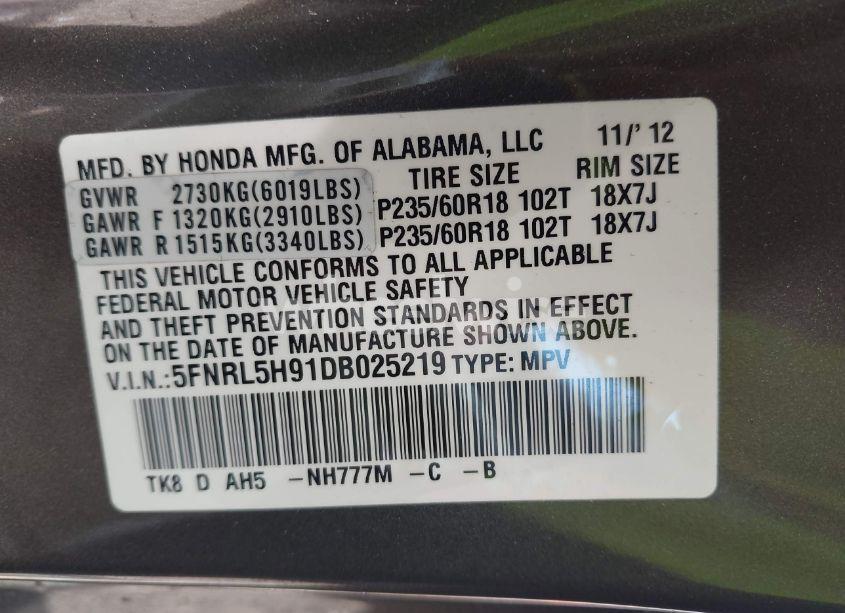 MFD. BY HONDA MFG. OF ALABAMA, LLC 11/' 12
TIRE SIZE RIM SIZE
GVWR 2730KG(6019LBS)
GAWR F 1320KG(2910LBS) P235/60R18 102T 18X7J
GAWR R 1515KG(3340LBS) P235/60R18 102T 18X7J
THIS VEHICLE CONFORMS TO ALL APPLICABLE
FEDERAL MOTOR VEHICLE SAFETY
AND THEFT PREVENTION STANDARDS IN EFFECT
ON THE DATE OF MANUFACTURE SHOWN ABOVE.
V.I.N.:5FNRL5H91DB025219 TYPE: MPV
TK8 D AH5 -NH777M -C -B